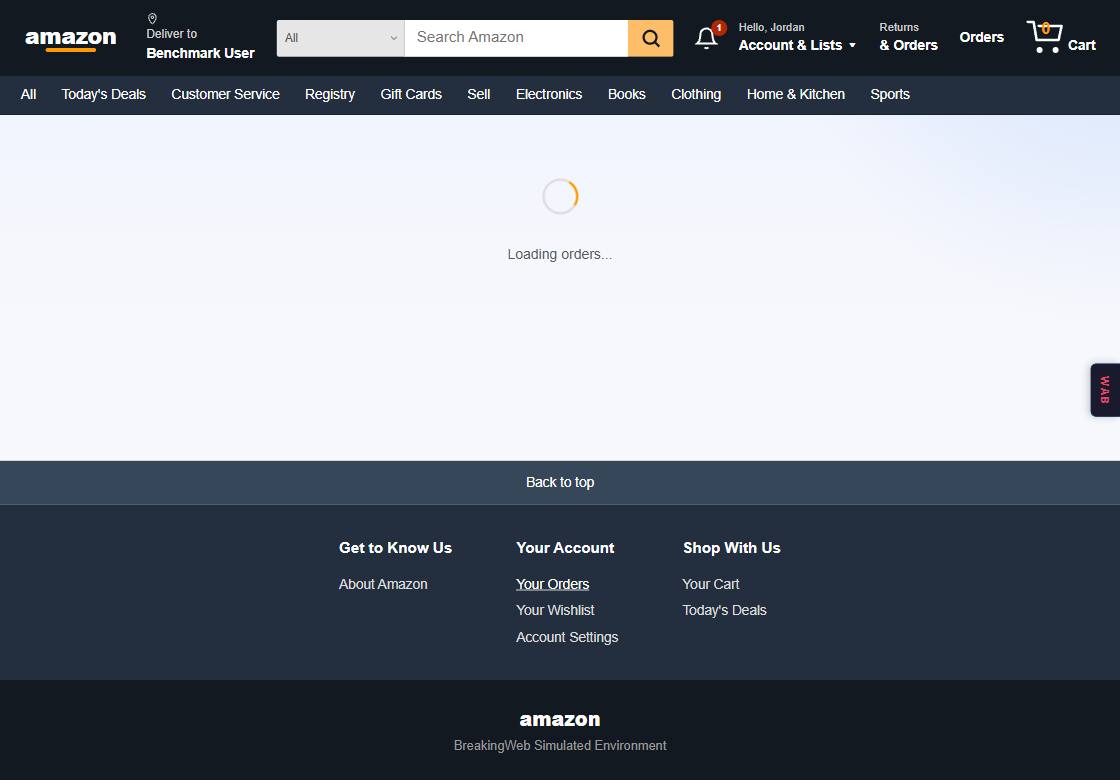 amazon
Deliver to
Benchmark User
All
Search Amazon
1
Hello, Jordan
Account & Lists
Returns
& Orders
Orders
0
Cart
All Today's Deals Customer Service Registry Gift Cards Sell Electronics Books Clothing Home & Kitchen Sports
Loading orders...
WAB
Back to top
Get to Know Us
About Amazon
Your Account
Your Orders
Your Wishlist
Account Settings
Shop With Us
Your Cart
Today's Deals
amazon
BreakingWeb Simulated Environment